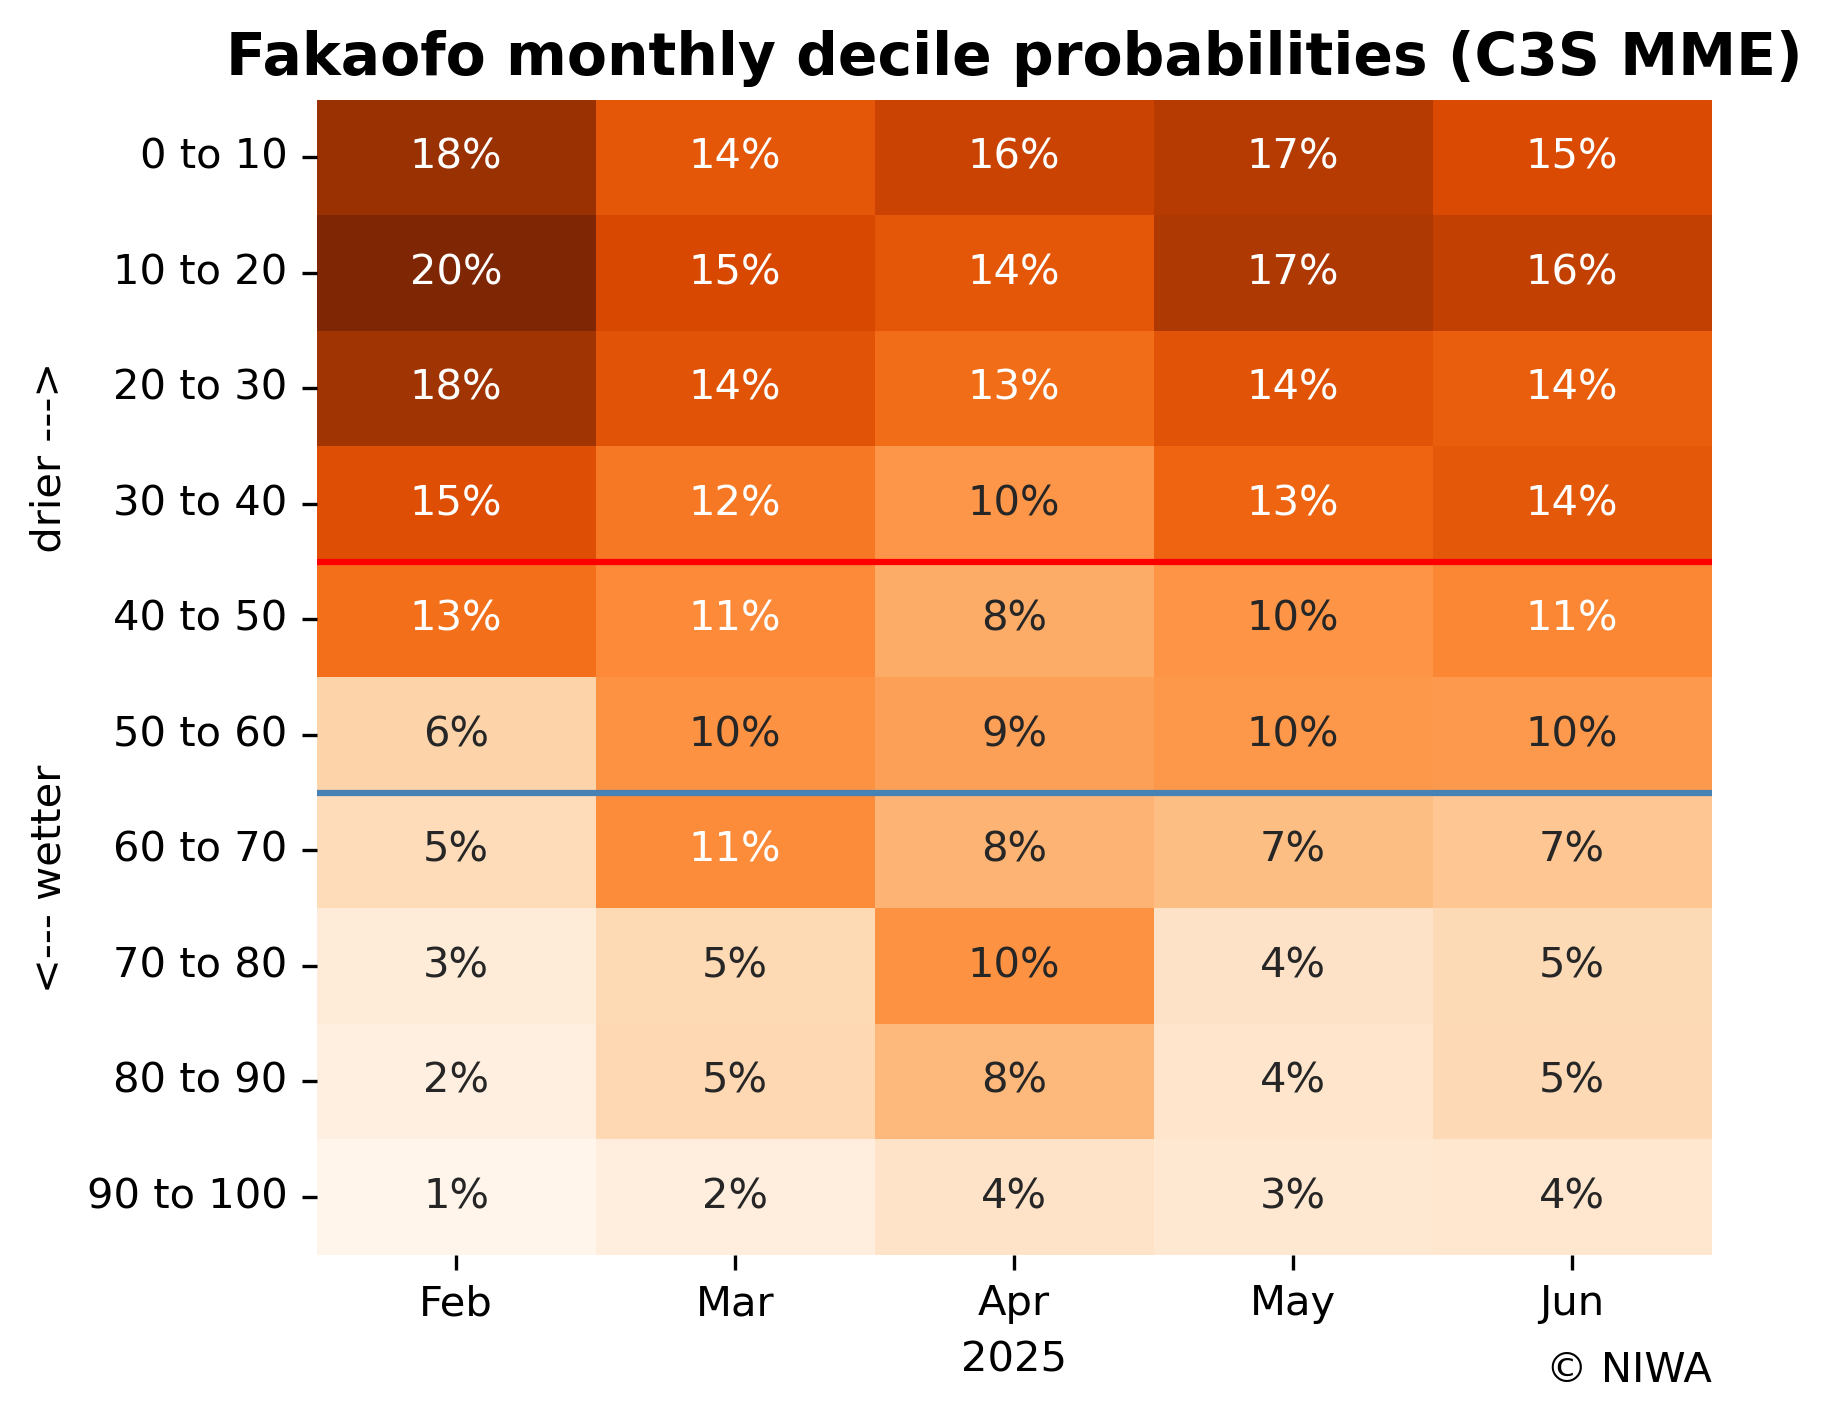 Fakaofo monthly decile probabilities (C3S MME)
0 to 10 18% 14% 16% 17% 15%
10 to 20 20% 15% 14% 17% 16%
20 to 30 18% 14% 13% 14% 14%
30 to 40 15% 12% 10% 13% 14%
40 to 50 13% 11% 8% 10% 11%
50 to 60 6% 10% 9% 10% 10%
60 to 70 5% 11% 8% 7% 7%
70 to 80 3% 5% 10% 4% 5%
80 to 90 2% 5% 8% 4% 5%
90 to 100 1% 2% 4% 3% 4%
<--- wetter drier --->
Feb Mar Apr May Jun
2025
© NIWA